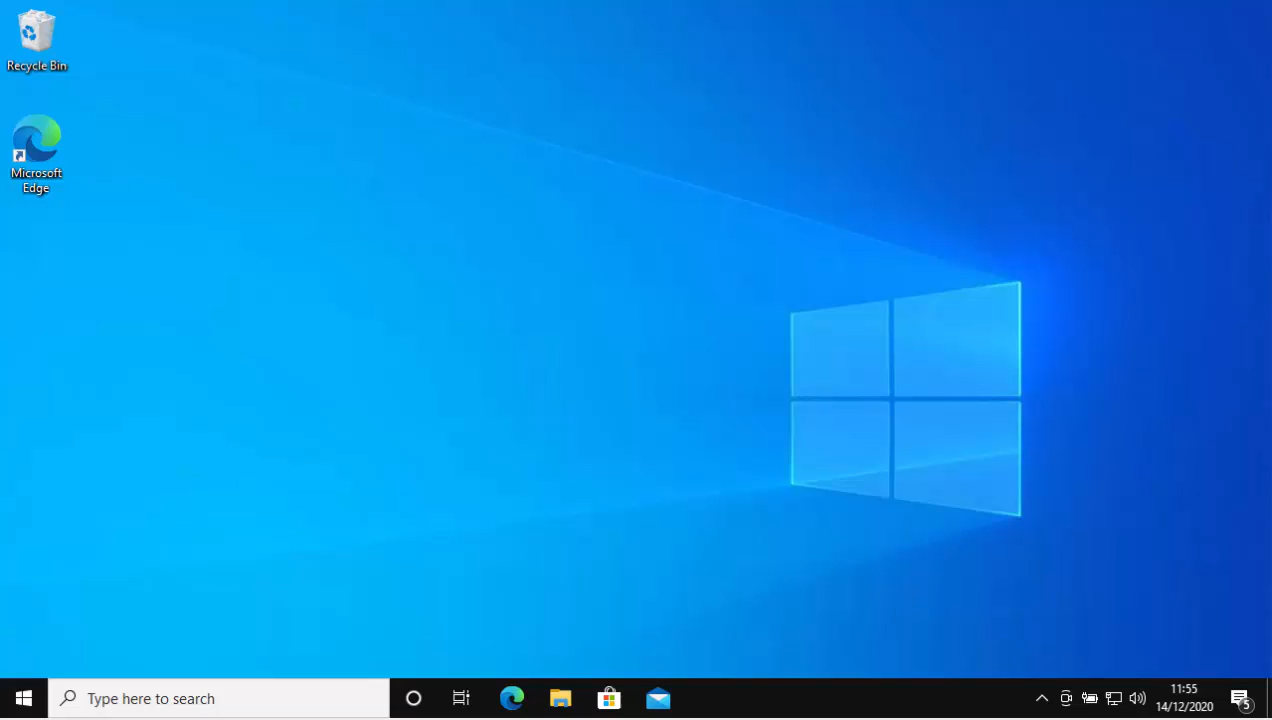 Recycle Bin
Microsoft
Edge
Type here to search
11:55
14/12/2020
5